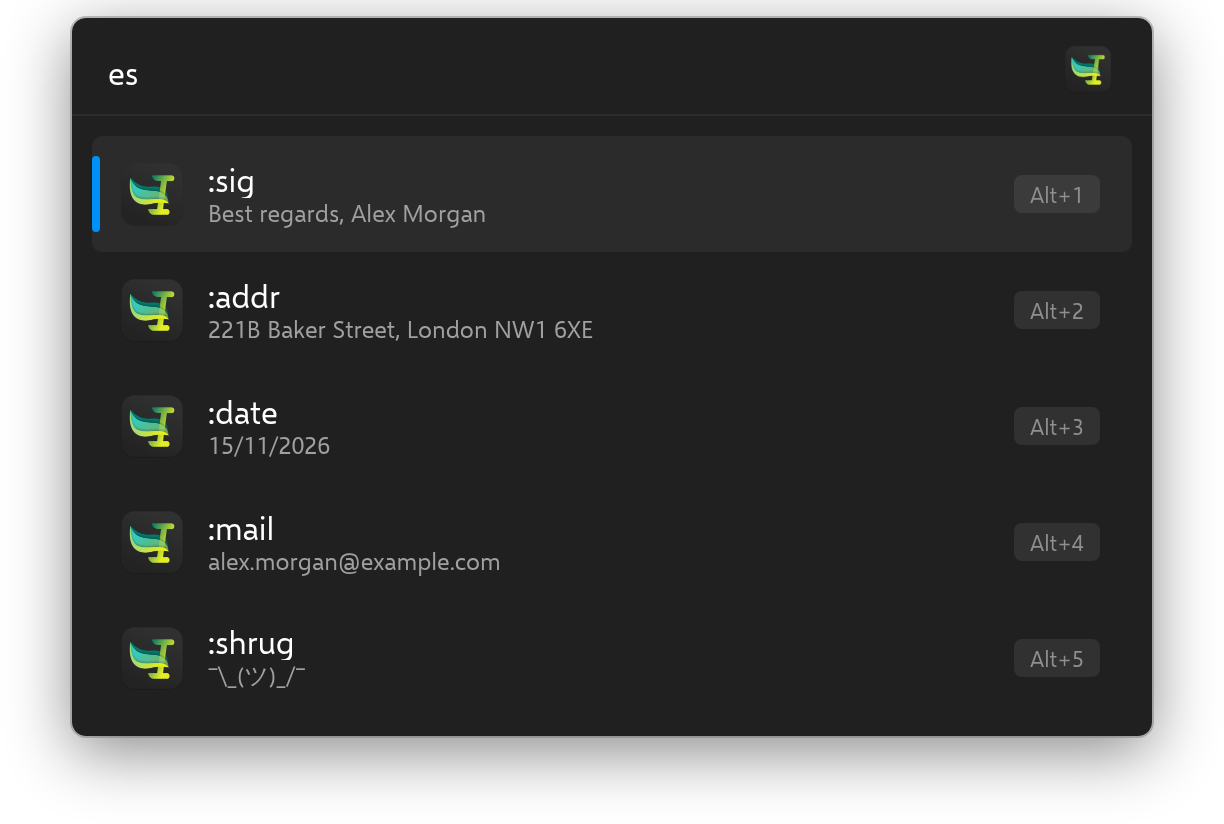 es
:sig
Best regards, Alex Morgan
Alt+1
:addr
221B Baker Street, London NW1 6XE
Alt+2
:date
15/11/2026
Alt+3
:mail
alex.morgan@example.com
Alt+4
:shrug
¯\_(ツ)_/¯
Alt+5